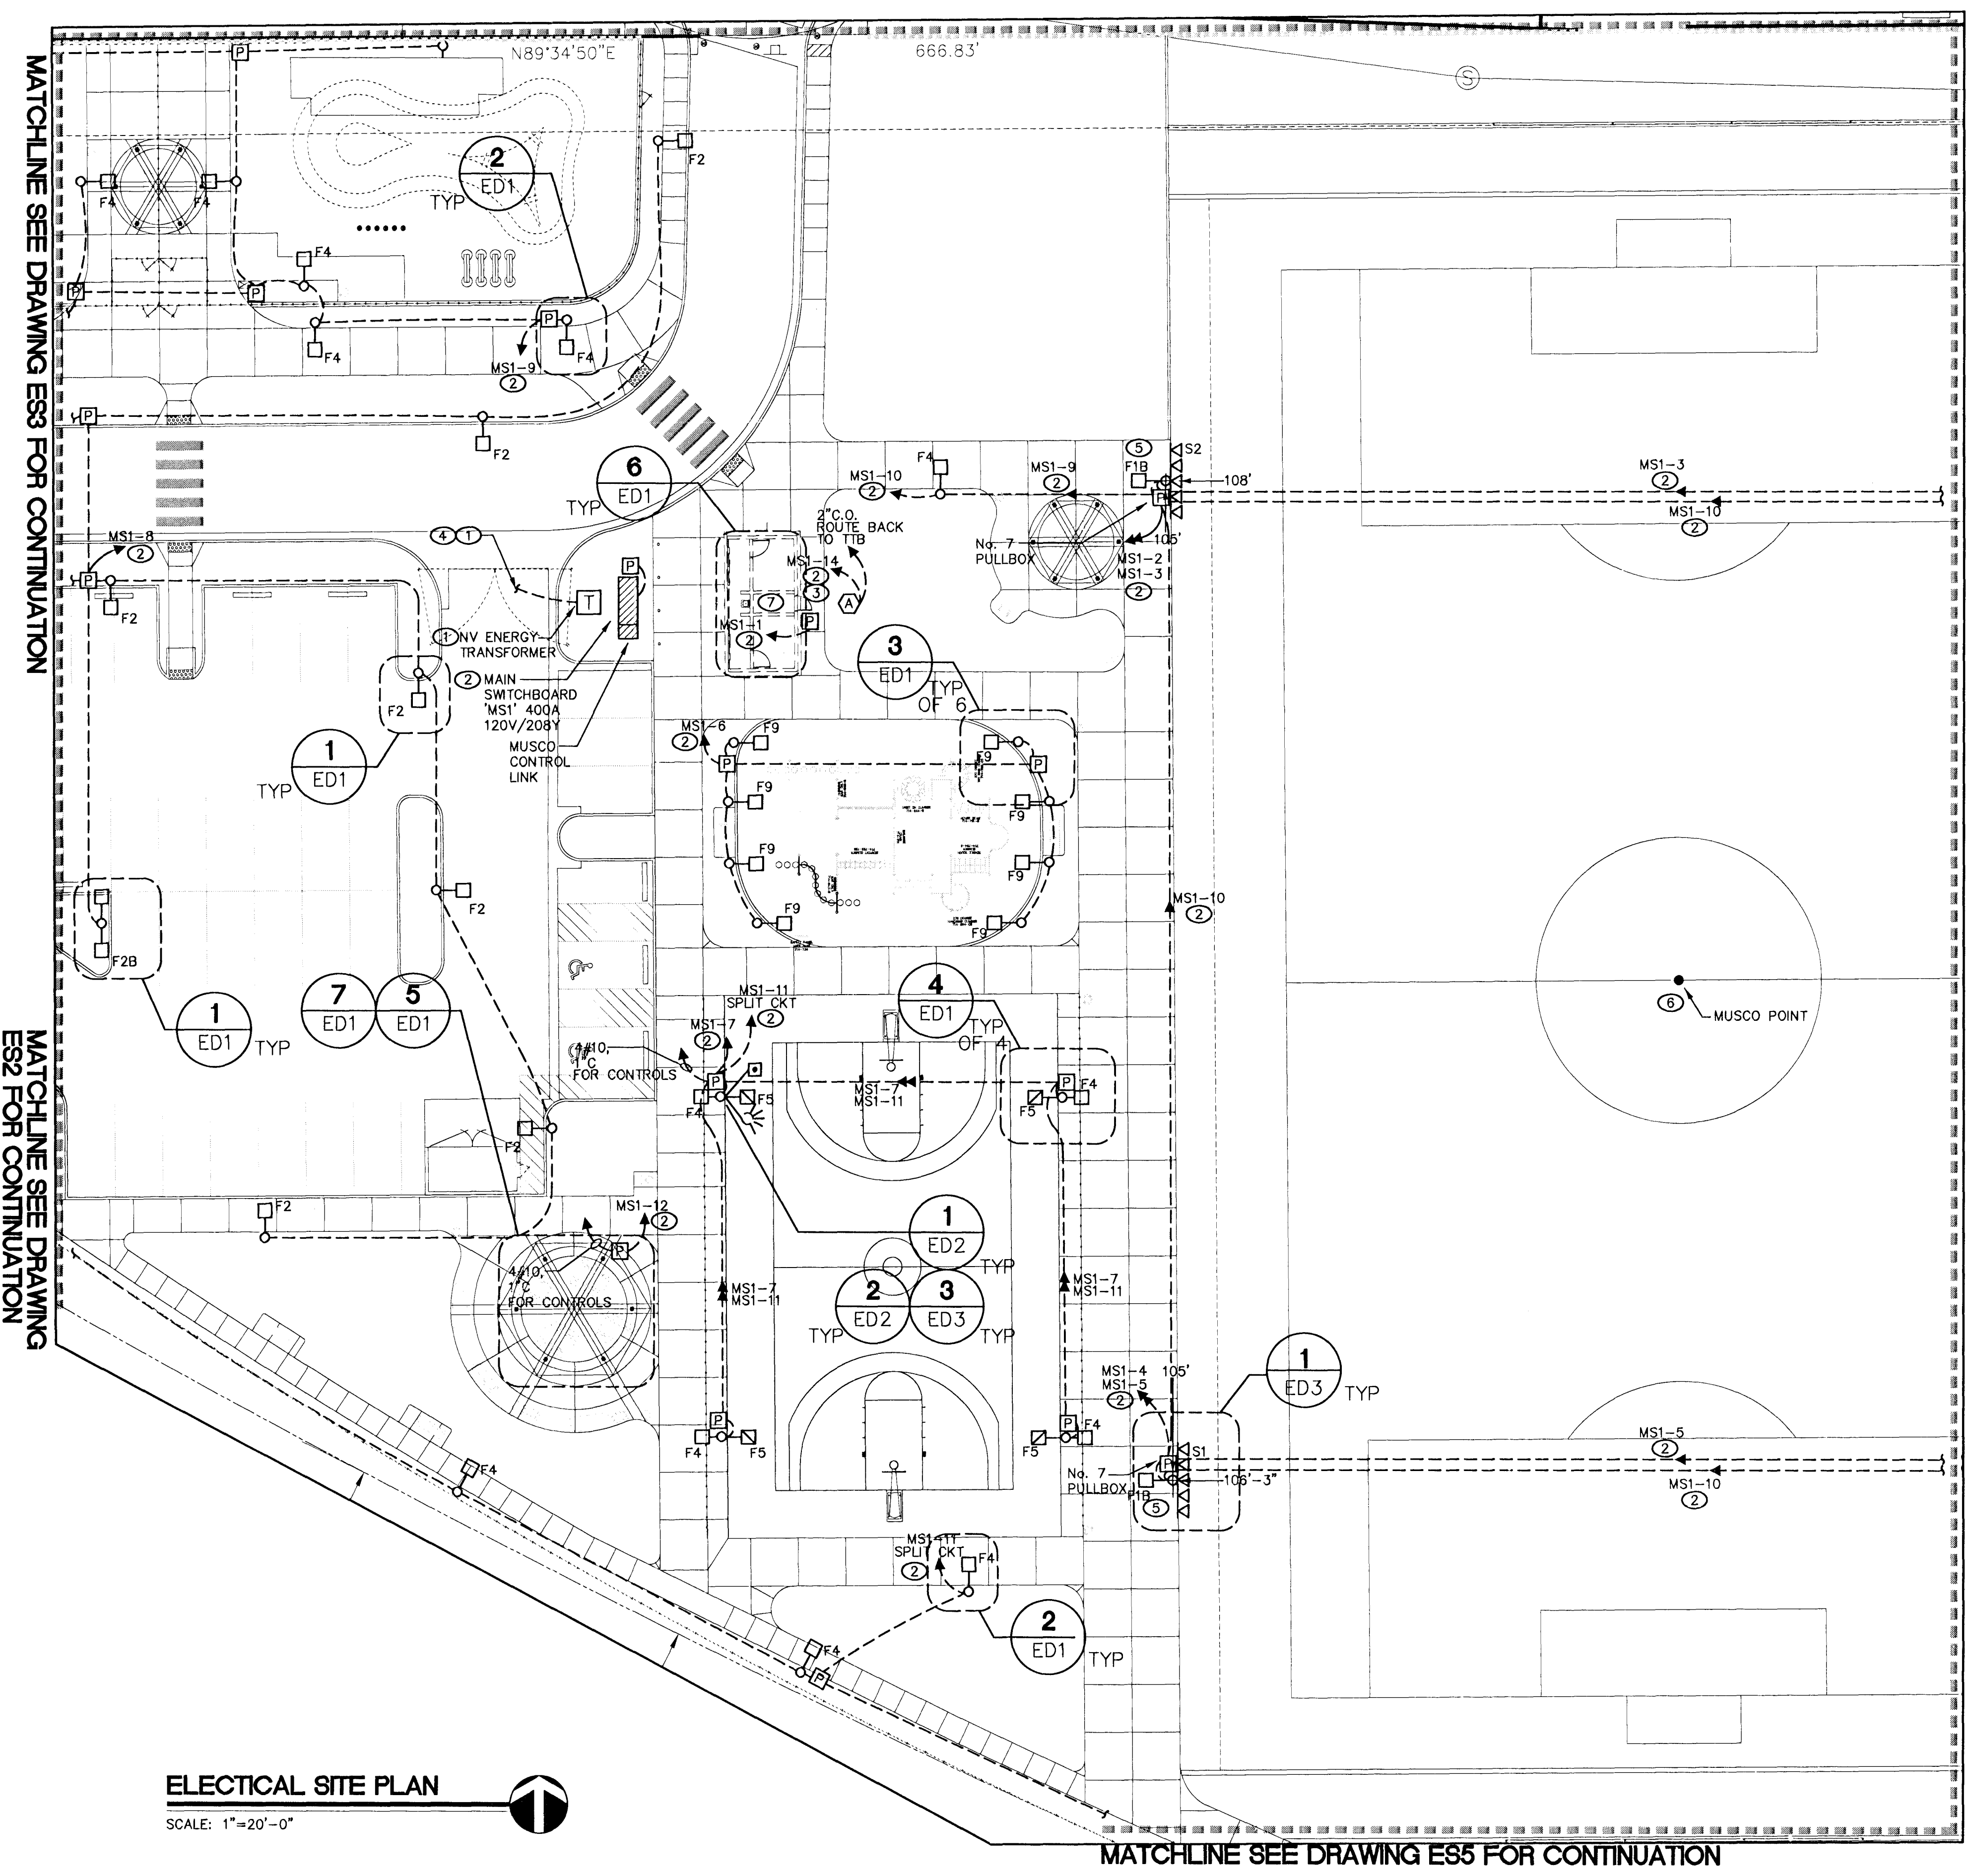 N89°34'50"E
666.83'
S
P
MATCHLINE SEE DRAWING ES3 FOR CONTINUATION
2
ED1
TYP
F2
F4
F4
F4
P
P
F4
P
F4
MS1-9
2
P
F2
6
ED1
TYP
MS1-10
2
F4
MS1-9
2
5
F1B
S2
108'
P
MS1-3
2
MS1-10
2
2"C.O.
ROUTE BACK
TO TTB
No. 7
PULLBOX
105'
MS1-2
MS1-3
2
MS1-8
2
P
F2
4
1
P
T
MS1-14
2
3
7
A
P
MS1-1
2
1
NV ENERGY
TRANSFORMER
2
MAIN
SWITCHBOARD
'MS1' 400A
120V/208Y
MUSCO
CONTROL
LINK
3
ED1
TYP
OF 6
F2
1
ED1
TYP
MS1-6
2
F9
P
F9
P
F9
F9
F9
F9
F9
F9
F2
F2B
MS1-10
2
1
ED1
TYP
7
ED1
5
ED1
MS1-11
SPLIT CKT
2
4
ED1
TYP
OF 4
6
MUSCO POINT
MS1-7
2
4#10,
1"C
FOR CONTROLS
P
F4
F5
MS1-7
MS1-11
P
F4
F5
F2
MATCHLINE SEE DRAWING
ES2 FOR CONTINUATION
F2
MS1-12
2
P
4#10,
1"C
FOR CONTROLS
1
ED2
TYP
2
ED2
TYP
3
ED3
TYP
MS1-7
MS1-11
MS1-7
MS1-11
MS1-4
MS1-5
2
105'
1
ED3
TYP
P
F4
F5
P
F4
F5
S1
No. 7
PULLBOX
P
F1B
5
106'-3"
MS1-5
2
MS1-10
2
F4
MS1-11
SPLIT CKT
2
F4
2
ED1
TYP
F4
P
ELECTICAL SITE PLAN
SCALE: 1"=20'-0"
MATCHLINE SEE DRAWING ES5 FOR CONTINUATION